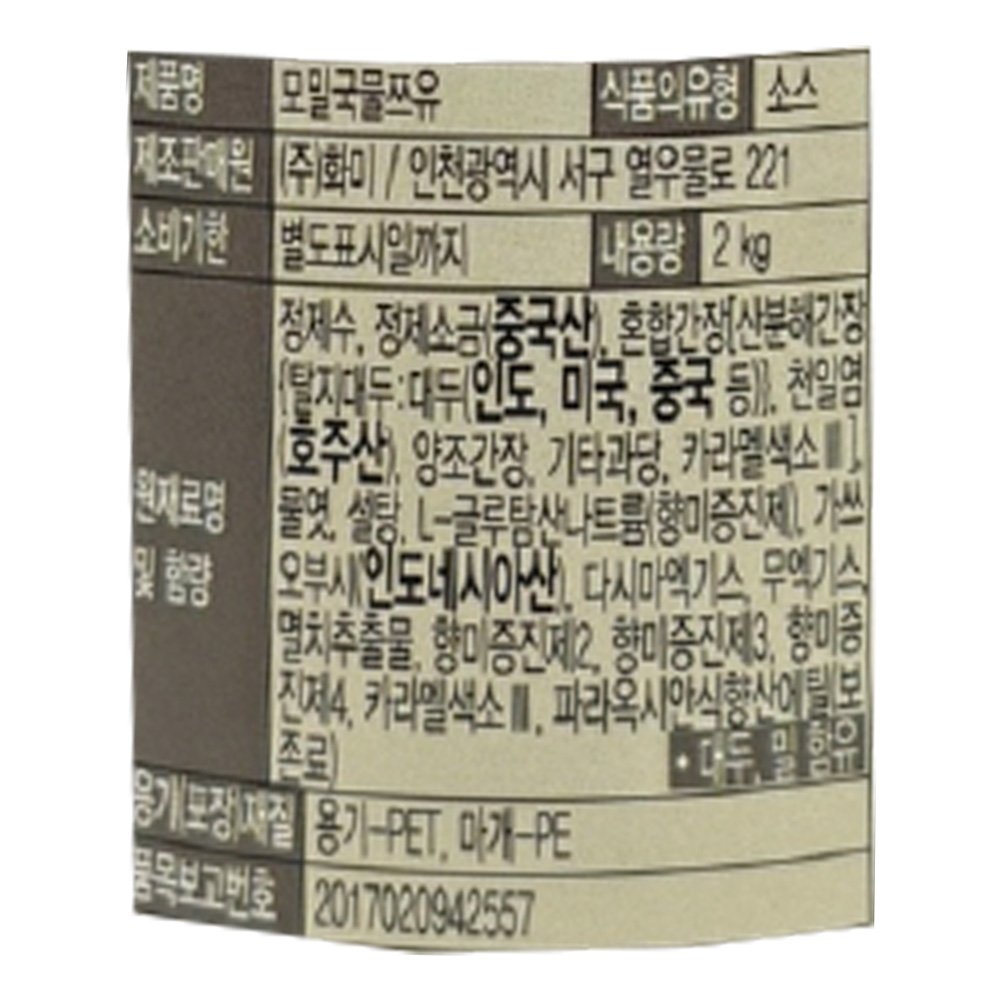 제품명 모밀국물쯔유 식품의유형 소스
제조판매원 (주)화미 / 인천광역시 서구 열우물로 221
소비기한 별도표시일까지 내용량 2 kg
원재료명 및 함량
정제수, 정제소금(중국산), 혼합간장[산분해간장
{탈지대두:대두(인도, 미국, 중국 등)}, 천일염
(호주산), 양조간장, 기타과당, 카라멜색소Ⅲ],
물엿, 설탕, L-글루탐산나트륨(향미증진제), 가쓰
오부시(인도네시아산), 다시마엑기스, 무엑기스,
멸치추출물, 향미증진제2, 향미증진제3, 향미증
진제4, 카라멜색소Ⅲ, 파라옥시안식향산에틸(보
존료) • 대두, 밀 함유
용기(포장)재질 용기-PET, 마개-PE
품목보고번호 2017020942557